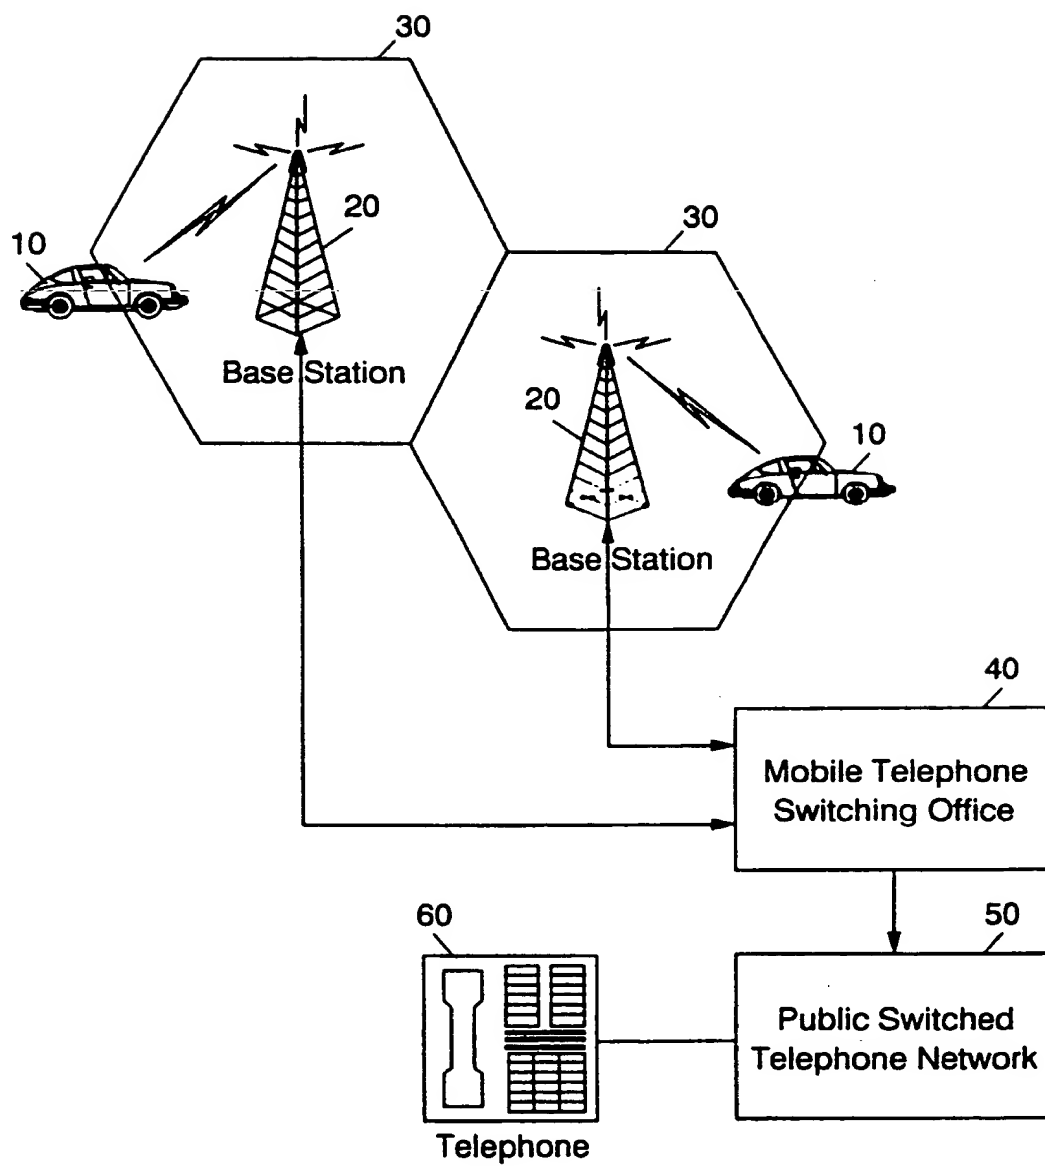 30
20
10
Base Station
30
20
10
Base Station
40
Mobile Telephone
Switching Office
50
Public Switched
Telephone Network
60
Telephone